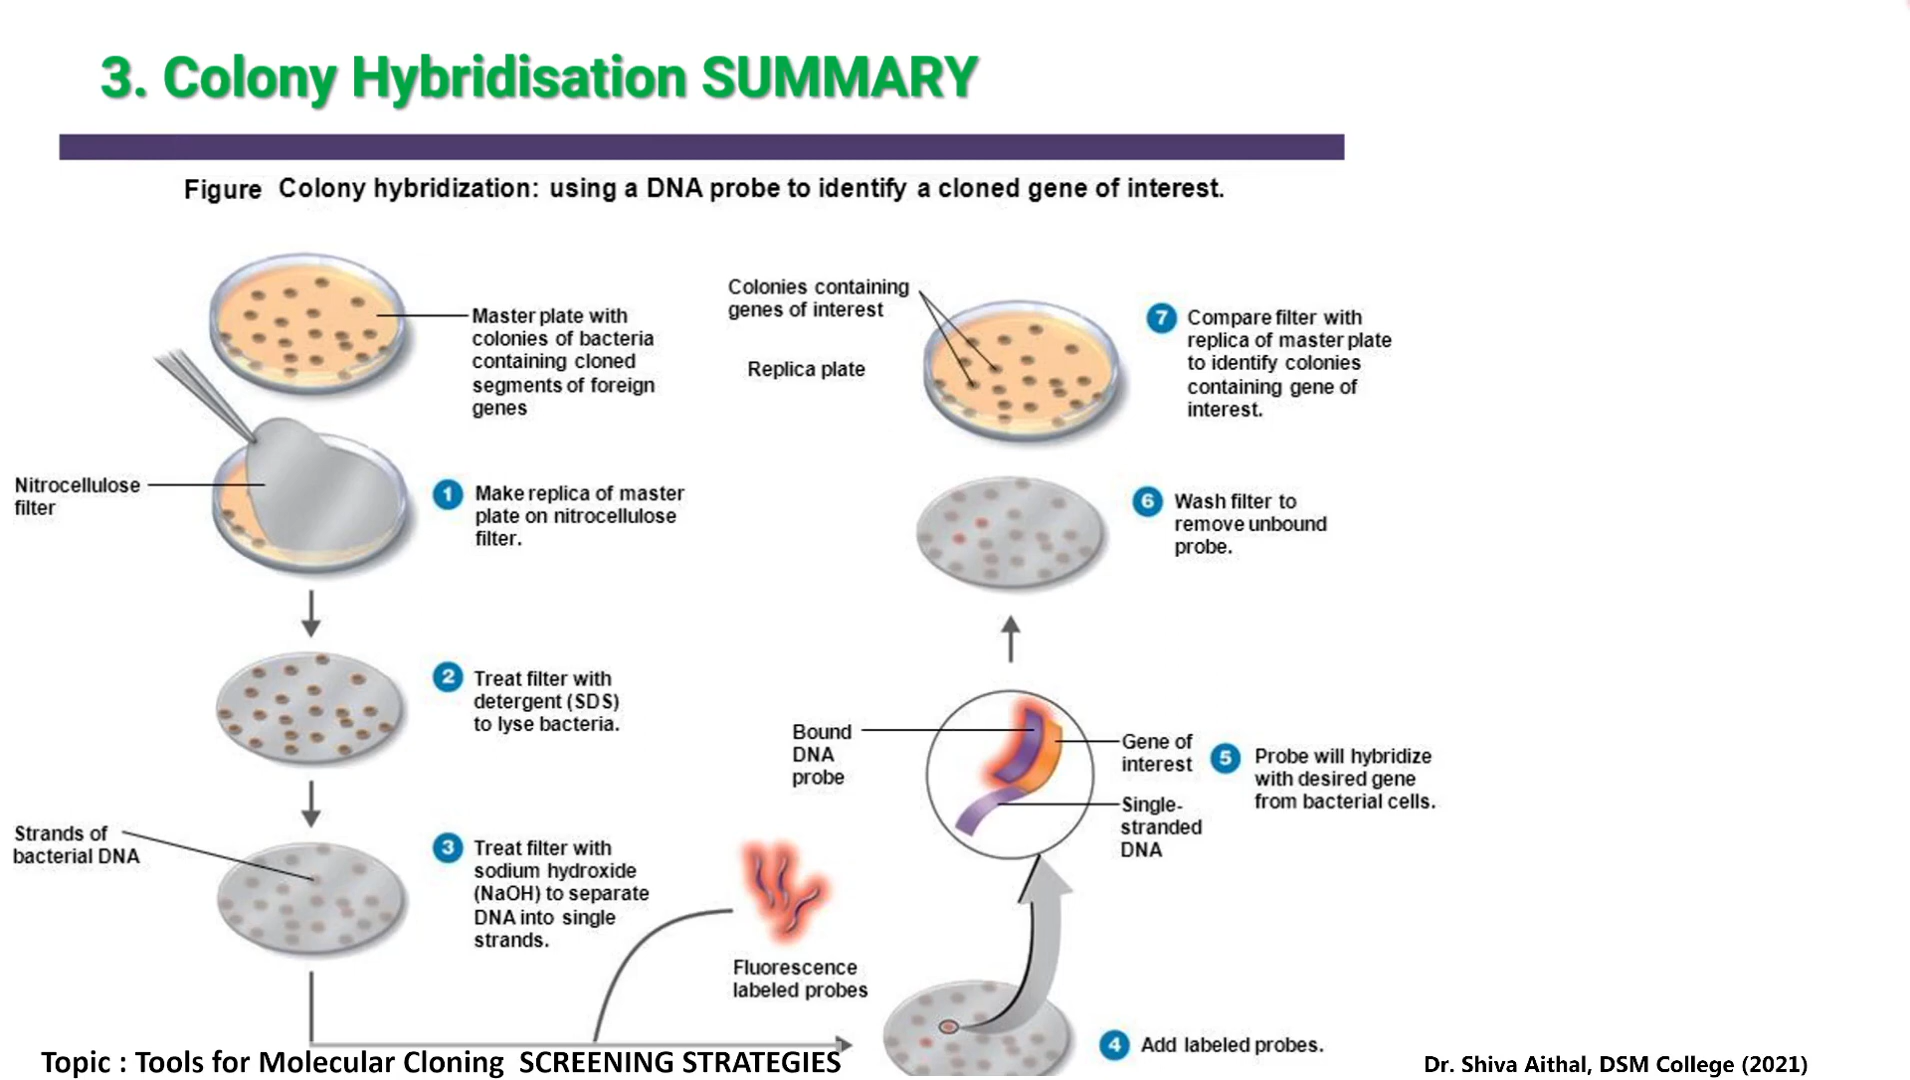 3. Colony Hybridisation SUMMARY
Figure Colony hybridization: using a DNA probe to identify a cloned gene of interest.
Master plate with
colonies of bacteria
containing cloned
segments of foreign
genes
Nitrocellulose
filter
1 Make replica of master
plate on nitrocellulose
filter.
2 Treat filter with
detergent (SDS)
to lyse bacteria.
Strands of
bacterial DNA
3 Treat filter with
sodium hydroxide
(NaOH) to separate
DNA into single
strands.
Fluorescence
labeled probes
4 Add labeled probes.
Bound
DNA
probe
Gene of
interest
Single-
stranded
DNA
5 Probe will hybridize
with desired gene
from bacterial cells.
6 Wash filter to
remove unbound
probe.
Colonies containing
genes of interest
Replica plate
7 Compare filter with
replica of master plate
to identify colonies
containing gene of
interest.
Topic : Tools for Molecular Cloning SCREENING STRATEGIES
Dr. Shiva Aithal, DSM College (2021)